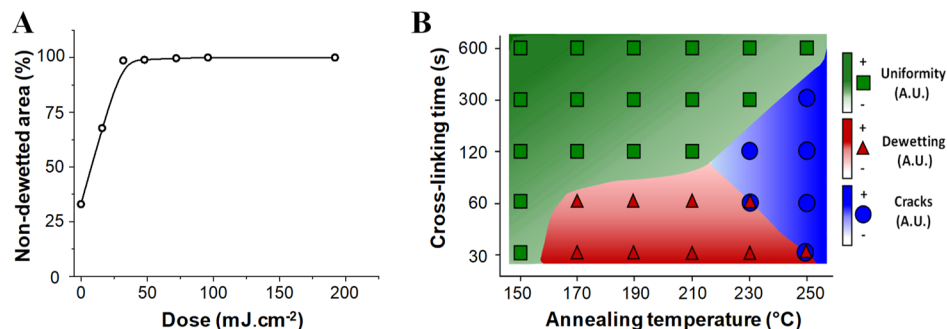 A
Non-dewetted area (%)
100
75
50
25
0
0 50 100 150 200
Dose (mJ.cm-2)
B
Cross-linking time (s)
600
300
120
60
30
150 170 190 210 230 250
Annealing temperature (°C)
+
Uniformity
(A.U.)
-
+
Dewetting
(A.U.)
-
+
Cracks
(A.U.)
-